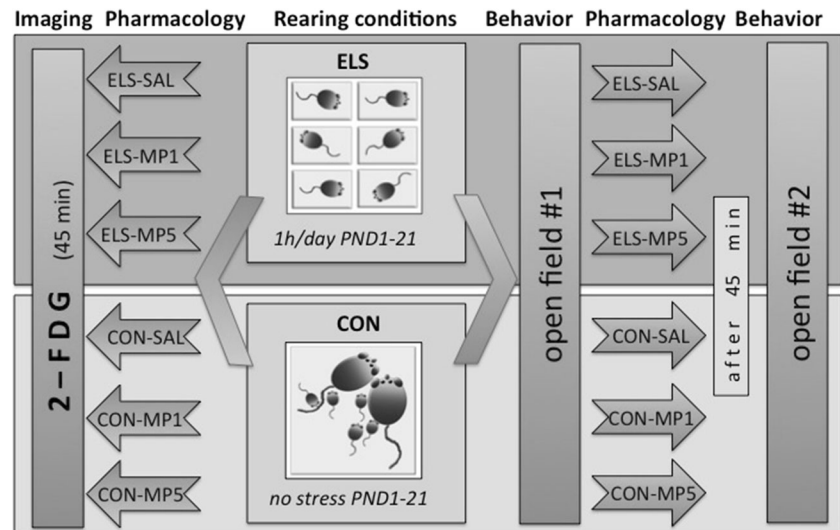 Imaging Pharmacology Rearing conditions Behavior Pharmacology Behavior
2-FDG (45 min)
ELS-SAL
ELS-MP1
ELS-MP5
CON-SAL
CON-MP1
CON-MP5
ELS
1h/day PND1-21
CON
no stress PND1-21
open field #1
ELS-SAL
ELS-MP1
ELS-MP5
CON-SAL
CON-MP1
CON-MP5
after 45 min
open field #2